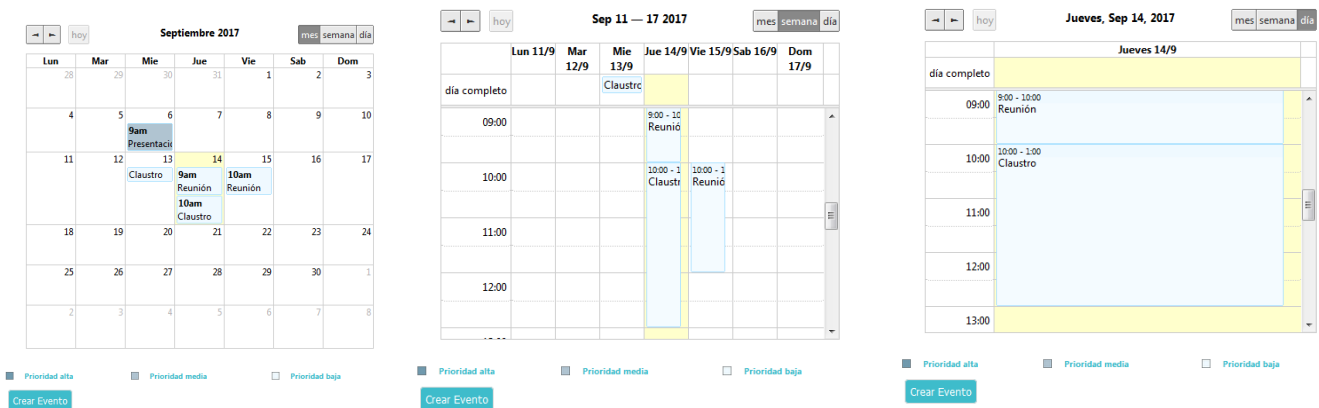 ◄ ► hoy Septiembre 2017 mes semana día
Lun Mar Mie Jue Vie Sab Dom
28 29 30 31 1 2 3
4 5 6 7 8 9 10
9am
Presentació
11 12 13 14 15 16 17
Claustro 9am 10am
Reunión Reunión
10am
Claustro
18 19 20 21 22 23 24
25 26 27 28 29 30 1
2 3 4 5 6 7 8
Prioridad alta Prioridad media Prioridad baja
Crear Evento
◄ ► hoy Sep 11 — 17 2017 mes semana día
Lun 11/9 Mar 12/9 Mie 13/9 Jue 14/9 Vie 15/9 Sab 16/9 Dom 17/9
día completo Claustro
09:00 9:00 - 10
Reunió
10:00 10:00 - 1 10:00 - 1
Claustr Reunió
11:00
12:00
Prioridad alta Prioridad media Prioridad baja
Crear Evento
◄ ► hoy Jueves, Sep 14, 2017 mes semana día
Jueves 14/9
día completo
09:00 9:00 - 10:00
Reunión
10:00 10:00 - 1:00
Claustro
11:00
12:00
13:00
Prioridad alta Prioridad media Prioridad baja
Crear Evento